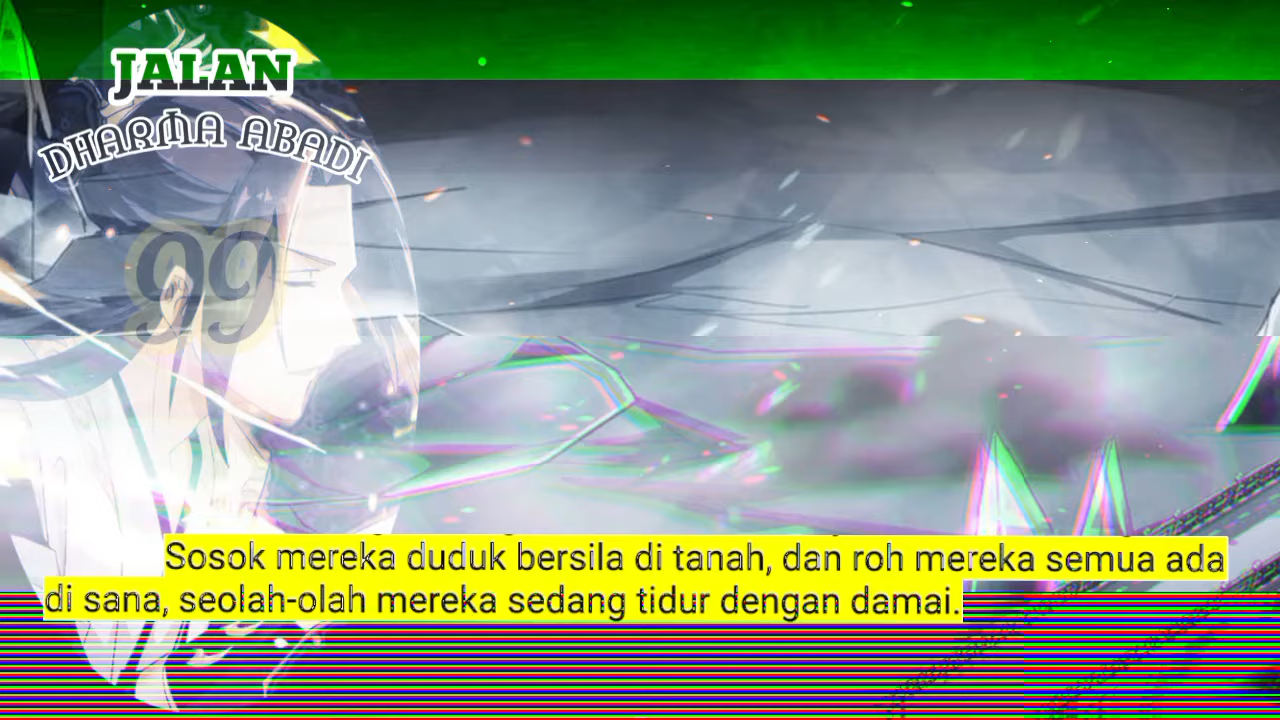 JALAN
DHARMA ABADI
99
Sosok mereka duduk bersila di tanah, dan roh mereka semua ada
di sana, seolah-olah mereka sedang tidur dengan damai.